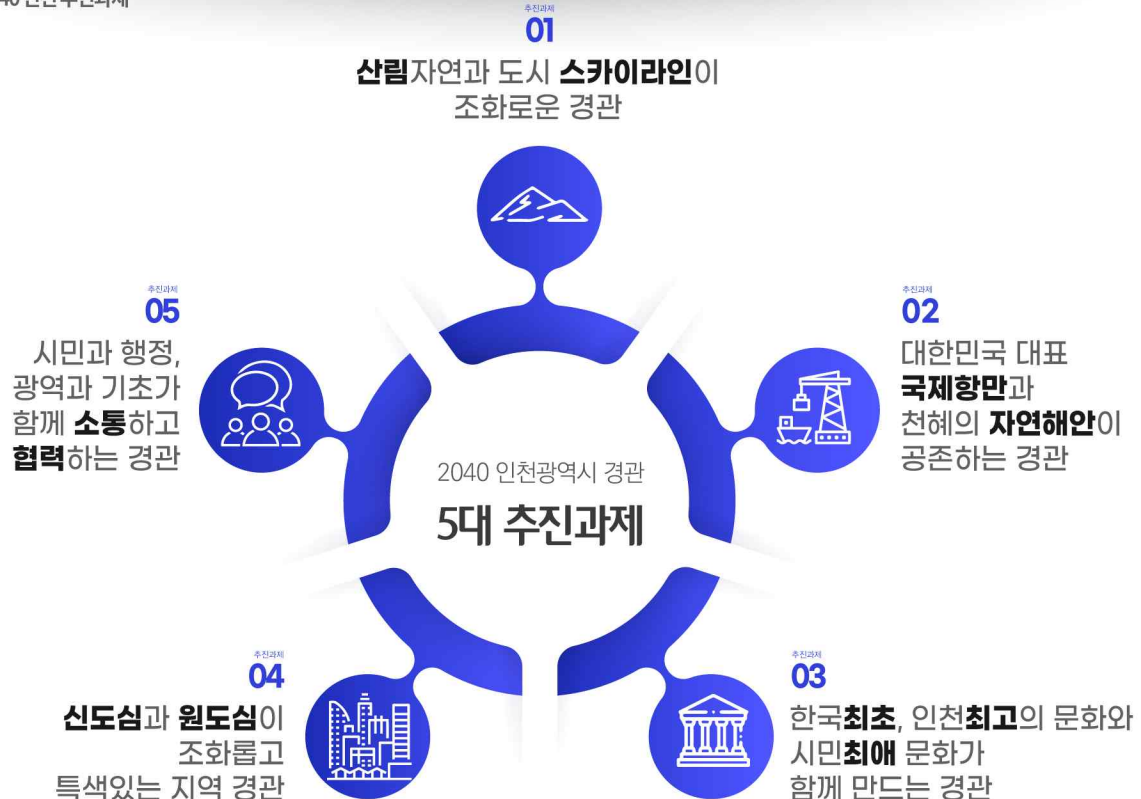 추진과제
01
산림자연과 도시 스카이라인이
조화로운 경관
추진과제
02
대한민국 대표
국제항만과
천혜의 자연해안이
공존하는 경관
추진과제
03
한국최초, 인천최고의 문화와
시민최애 문화가
함께 만드는 경관
추진과제
04
신도심과 원도심이
조화롭고
특색있는 지역 경관
추진과제
05
시민과 행정,
광역과 기초가
함께 소통하고
협력하는 경관
2040 인천광역시 경관
5대 추진과제